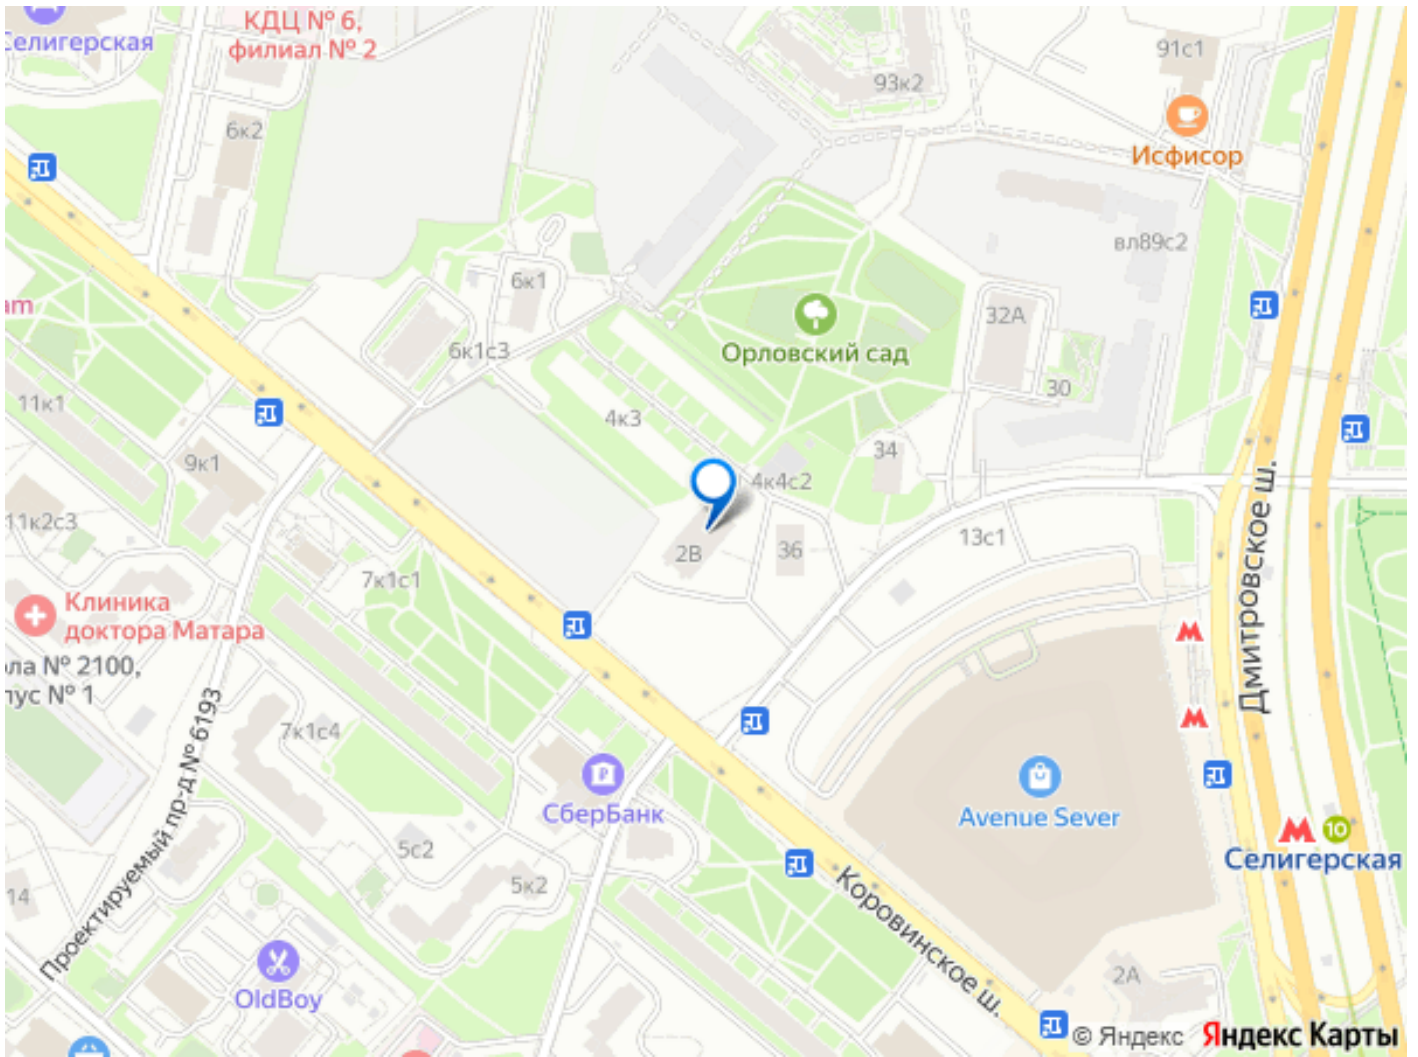 КДЦ № 6,
филиал № 2
Селигерская
91с1
93к2
6к2
Исфисор
вл89с2
6к1
32А
Орловский сад
6к1с3
30
11к1
4к3
34
9к1
4к4с2
11к2с3
13с1
2В
36
7к1с1
Клиника
доктора Матара
№ 2100,
№ 1
Дмитровское ш.
Проектируемый пр-д № 6193
7к1с4
СберБанк
Avenue Sever
10
Селигерская
5с2
5к2
14
Коровинское ш.
OldBoy
2А
© Яндекс Яндекс Карты